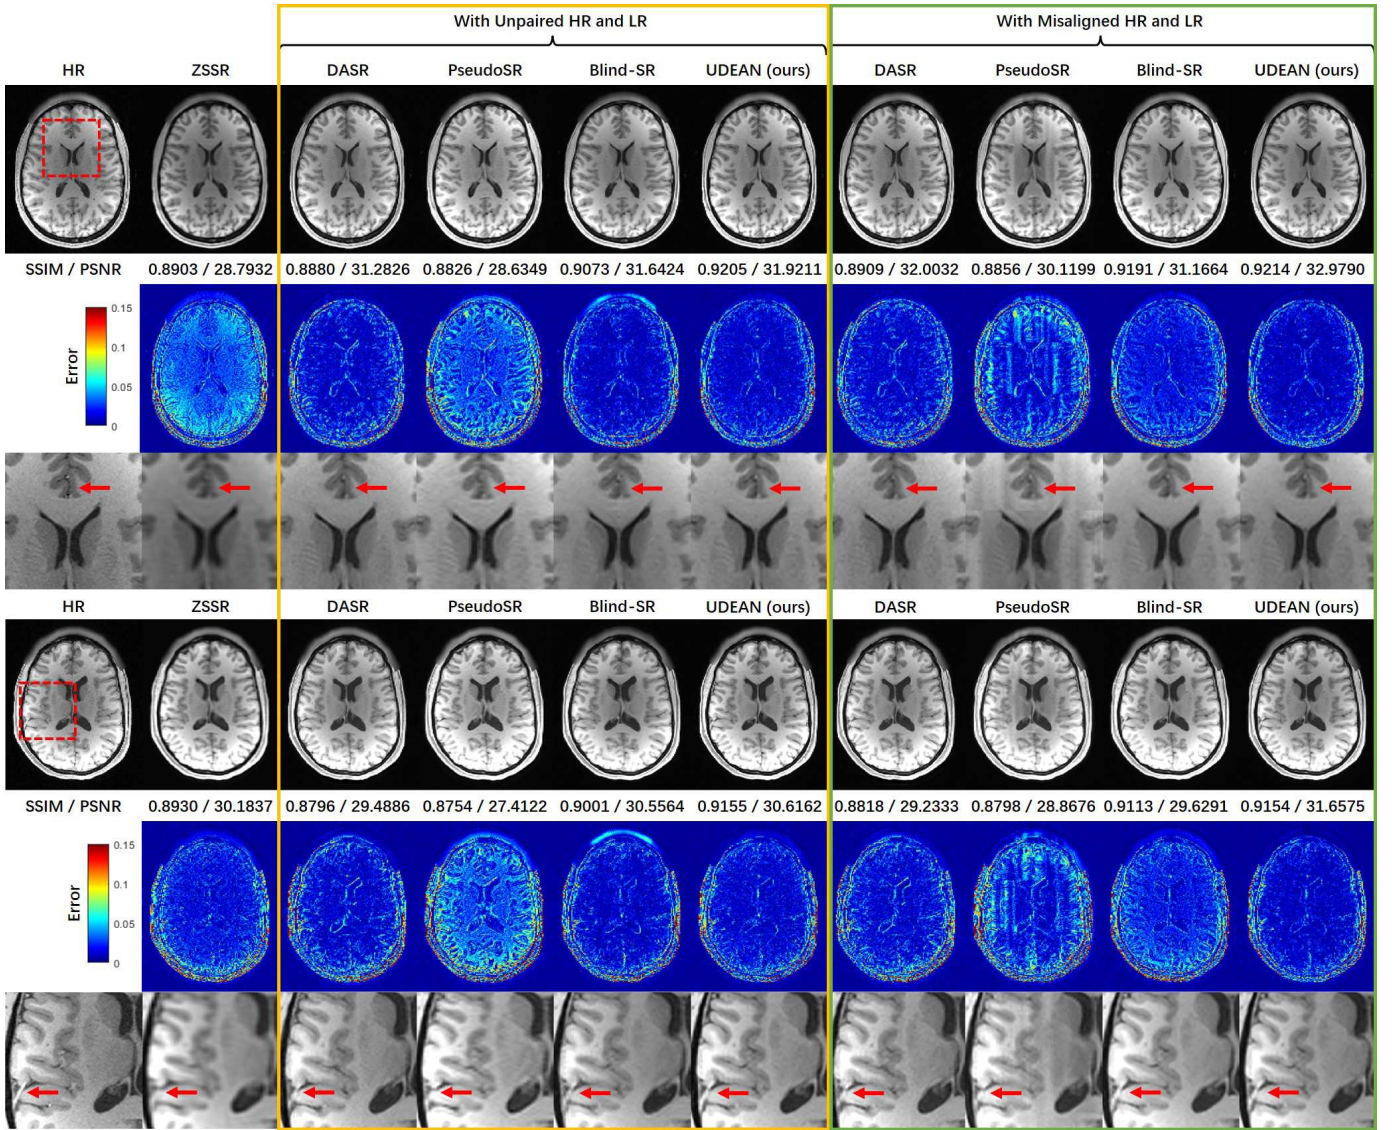 With Unpaired HR and LR
With Misaligned HR and LR
HR ZSSR DASR PseudoSR Blind-SR UDEAN (ours) DASR PseudoSR Blind-SR UDEAN (ours)
SSIM / PSNR 0.8903 / 28.7932 0.8880 / 31.2826 0.8826 / 28.6349 0.9073 / 31.6424 0.9205 / 31.9211 0.8909 / 32.0032 0.8856 / 30.1199 0.9191 / 31.1664 0.9214 / 32.9790
Error
0.15
0.1
0.05
0
HR ZSSR DASR PseudoSR Blind-SR UDEAN (ours) DASR PseudoSR Blind-SR UDEAN (ours)
SSIM / PSNR 0.8930 / 30.1837 0.8796 / 29.4886 0.8754 / 27.4122 0.9001 / 30.5564 0.9155 / 30.6162 0.8818 / 29.2333 0.8798 / 28.8676 0.9113 / 29.6291 0.9154 / 31.6575
Error
0.15
0.1
0.05
0